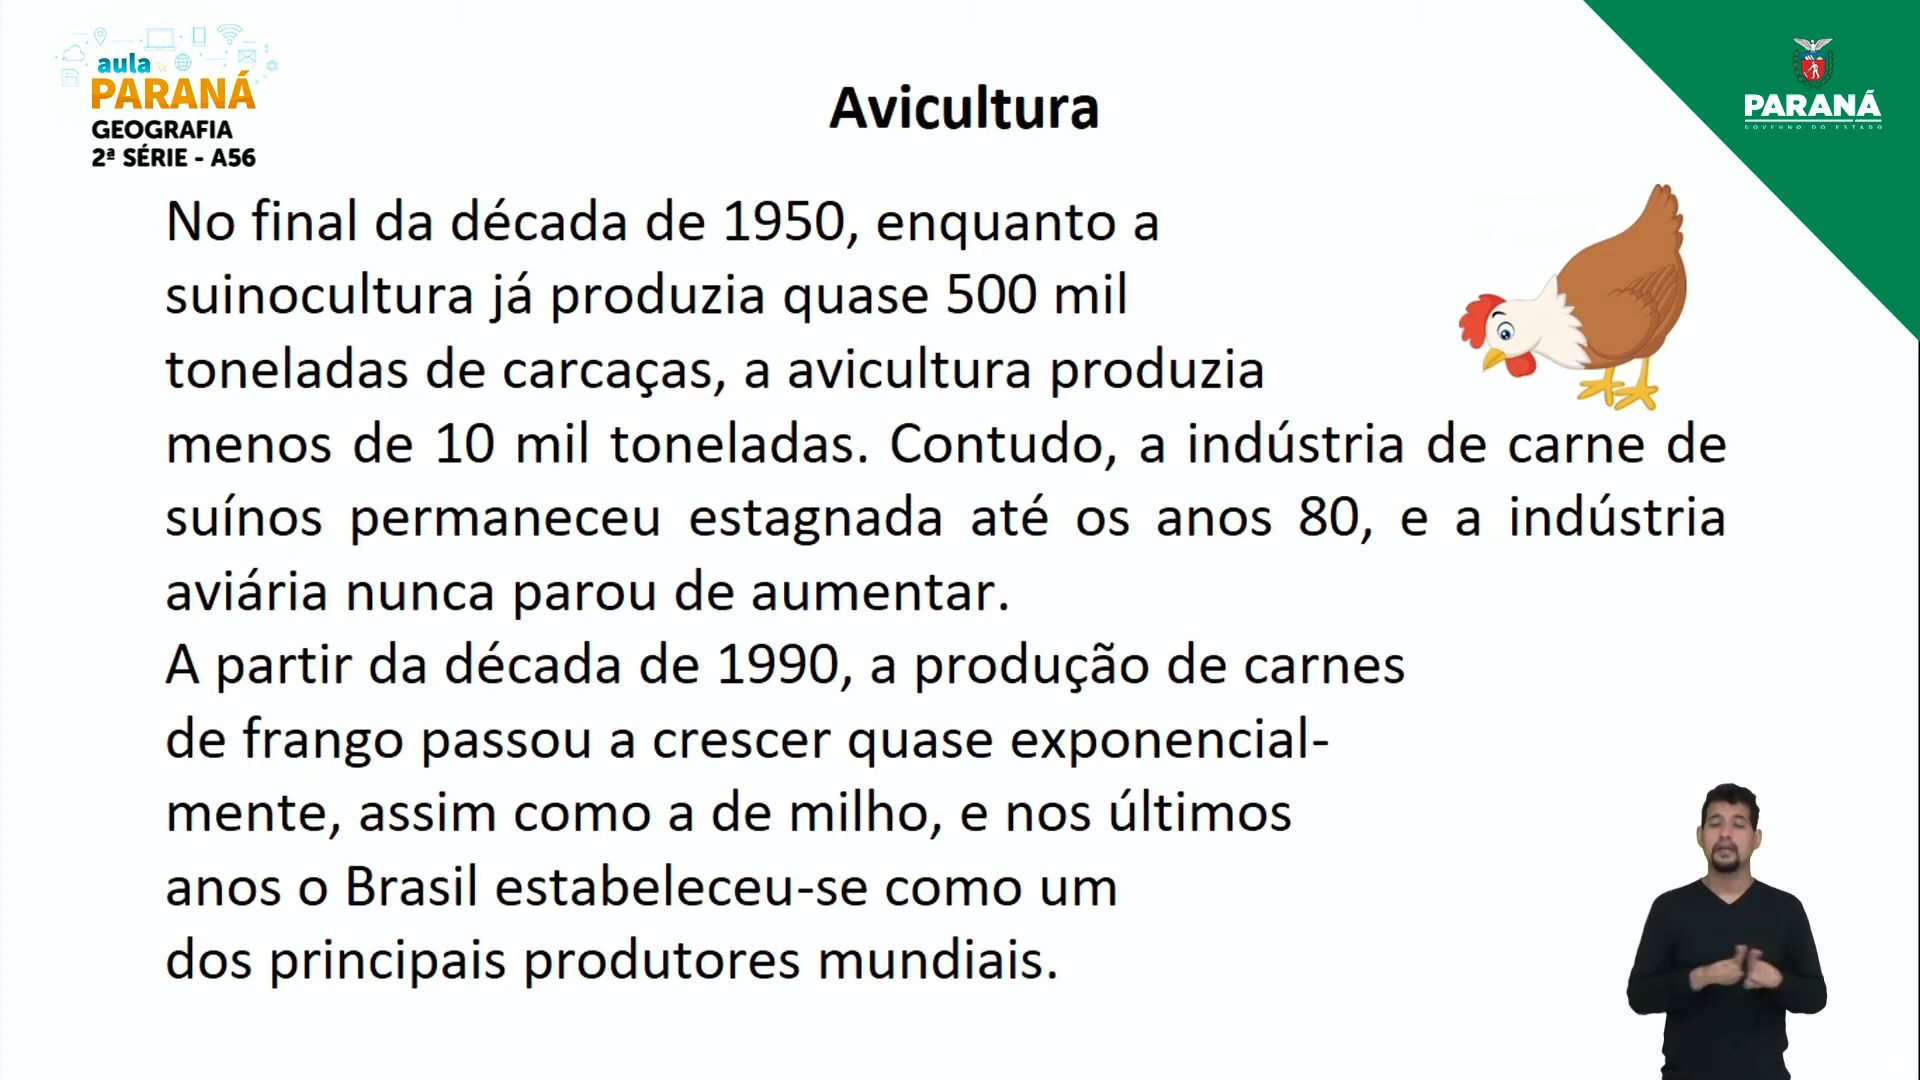 aula
PARANÁ
GEOGRAFIA
2ª SÉRIE - A56
Avicultura
PARANÁ
GOVERNO DO ESTADO
No final da década de 1950, enquanto a
suinocultura já produzia quase 500 mil
toneladas de carcaças, a avicultura produzia
menos de 10 mil toneladas. Contudo, a indústria de carne de
suínos permaneceu estagnada até os anos 80, e a indústria
aviária nunca parou de aumentar.
A partir da década de 1990, a produção de carnes
de frango passou a crescer quase exponencial-
mente, assim como a de milho, e nos últimos
anos o Brasil estabeleceu-se como um
dos principais produtores mundiais.